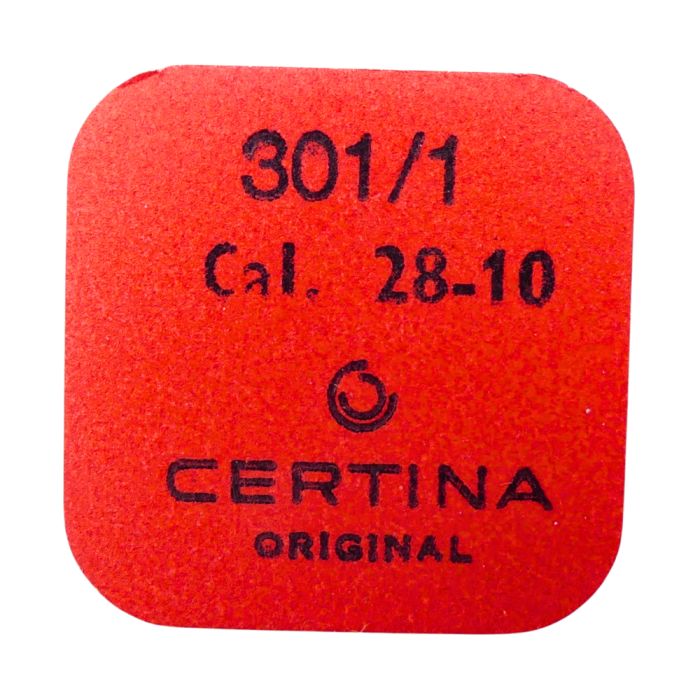 301/1
Cal. 28-10
CERTINA
ORIGINAL